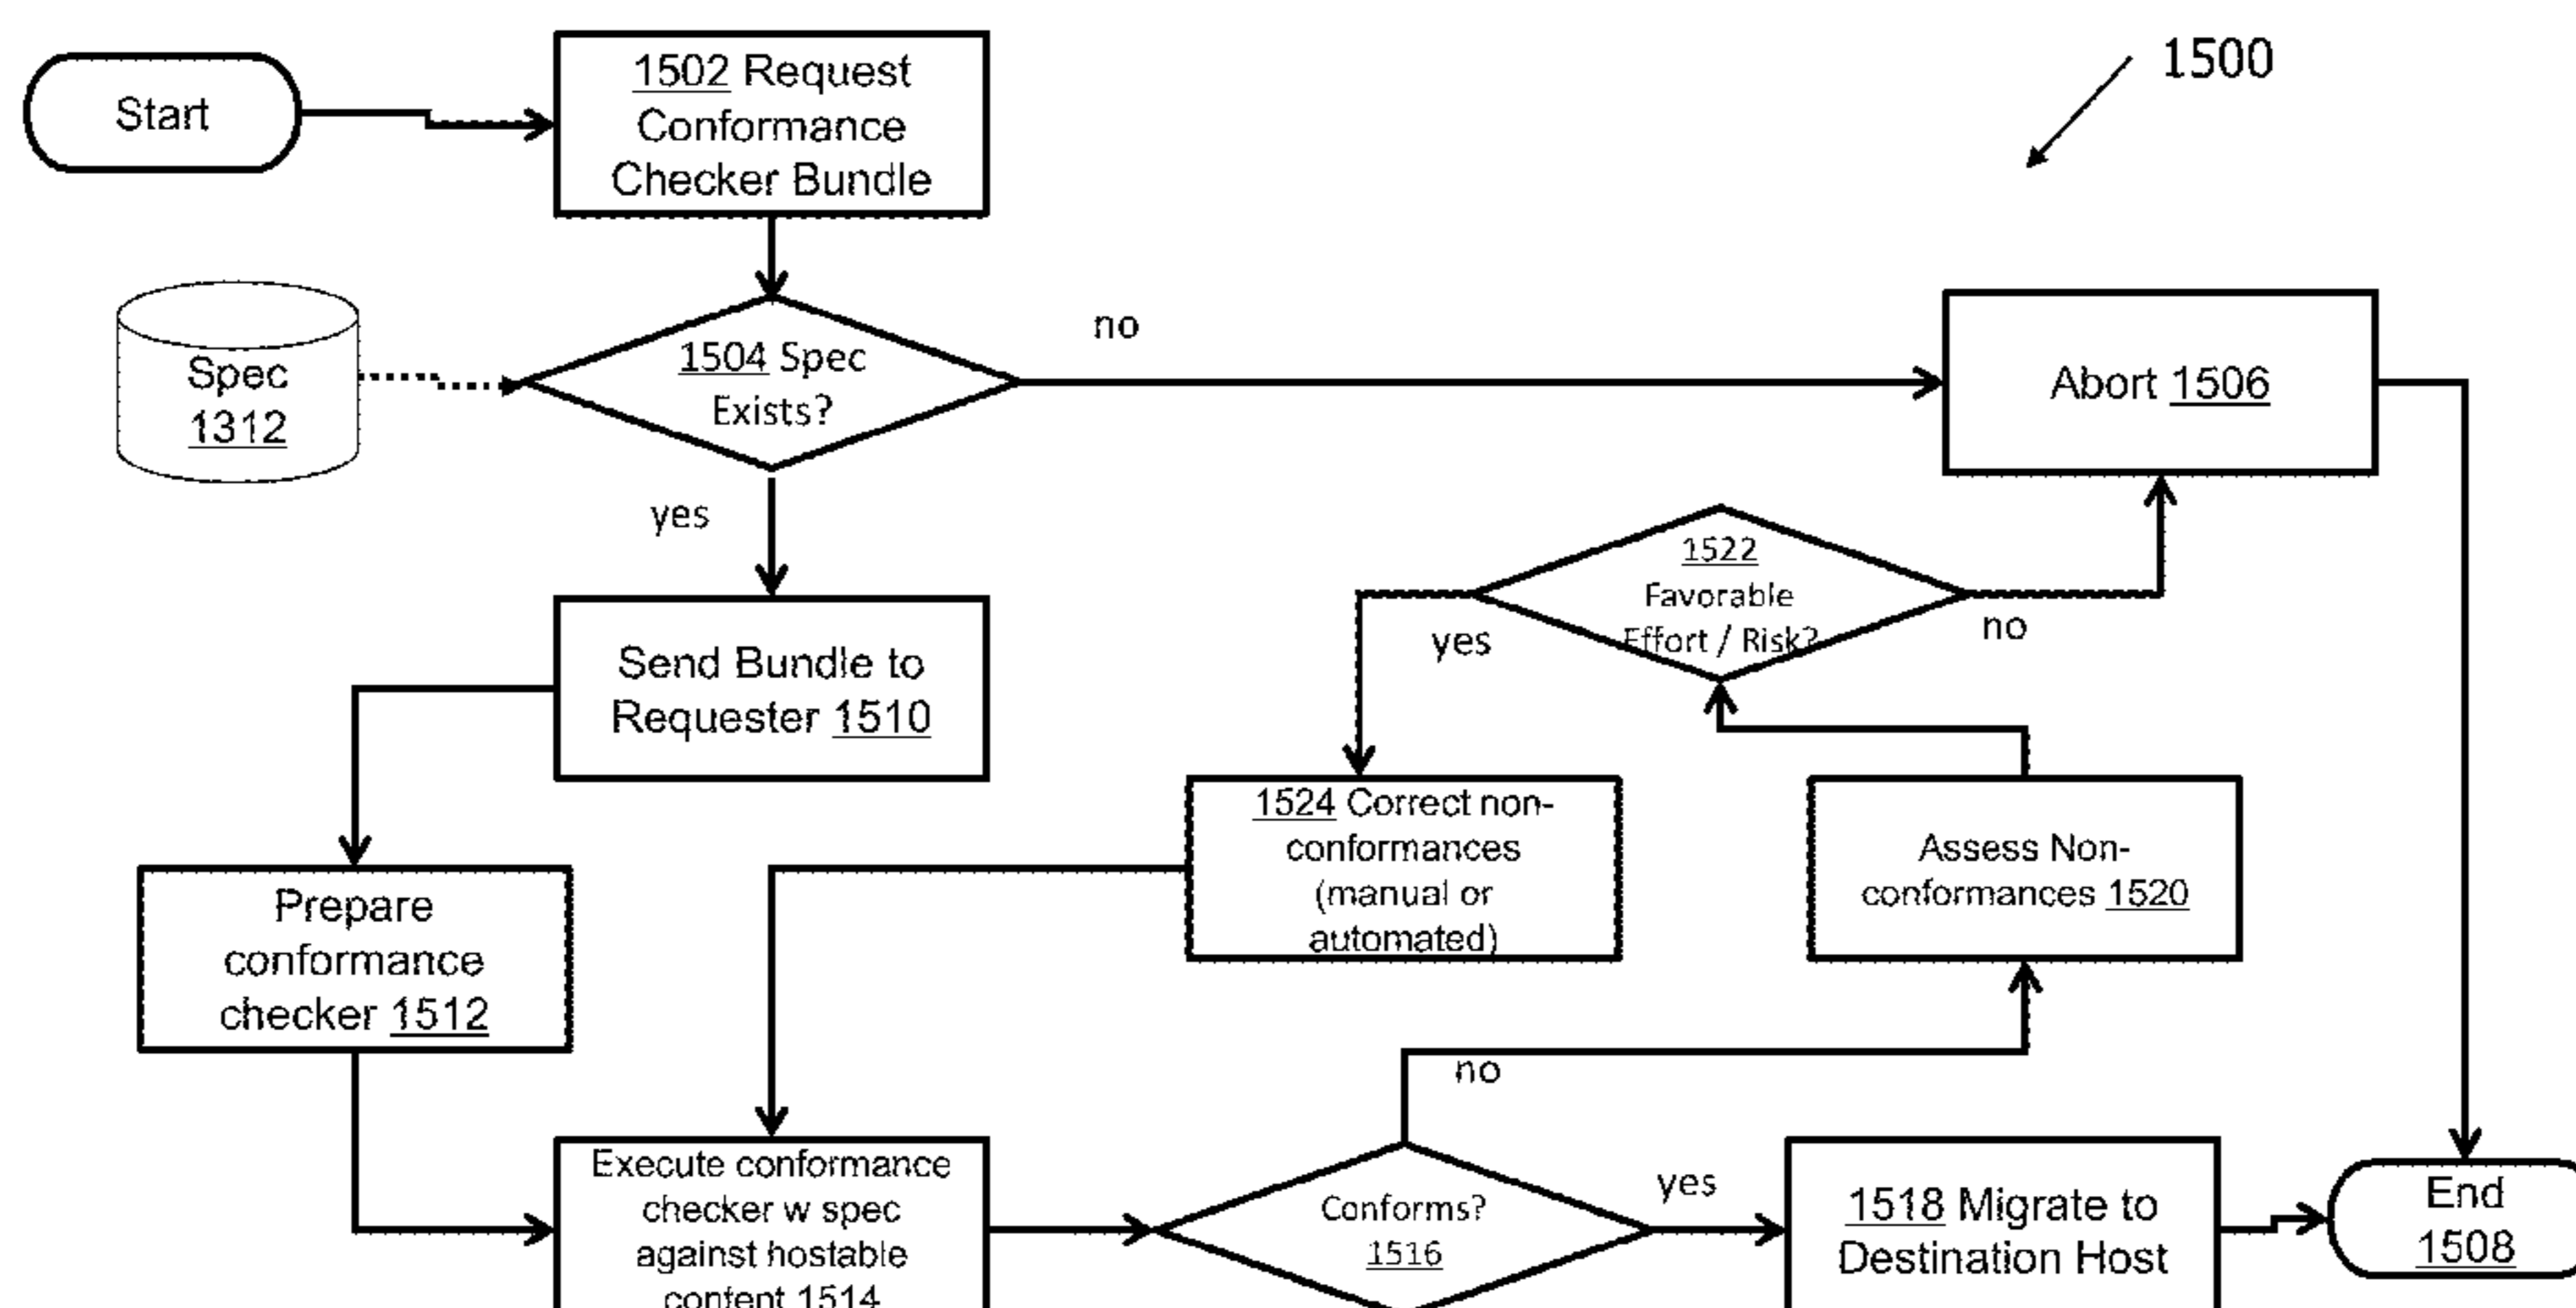 1500
Start
1502 Request
Conformance
Checker Bundle
Spec
1312
1504 Spec
Exists?
no
Abort 1506
yes
Send Bundle to
Requester 1510
1522
Favorable
Effort / Risk?
yes
no
Prepare
conformance
checker 1512
1524 Correct non-
conformances
(manual or
automated)
Assess Non-
conformances 1520
no
Execute conformance
checker w spec
against hostable
content 1514
Conforms?
1516
yes
1518 Migrate to
Destination Host
End
1508